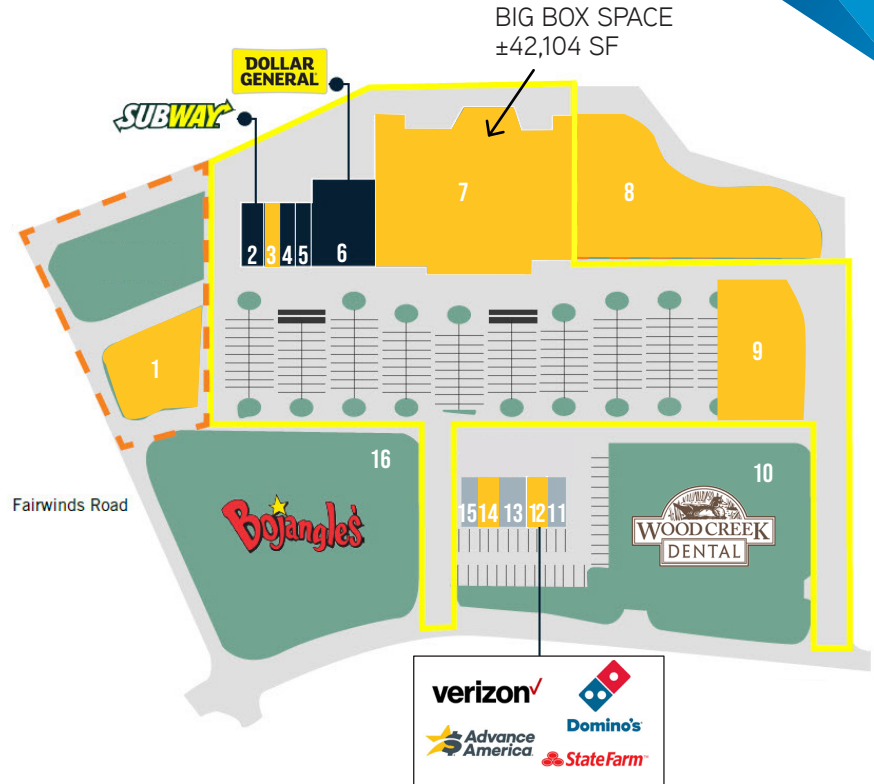 BIG BOX SPACE
±42,104 SF
DOLLAR
GENERAL
SUBWAY
7
8
2
3
4
5
6
1
9
16
10
Fairwinds Road
Bojangles'
15
14
13
12
11
WOOD CREEK
DENTAL
verizon✓
Domino's
Advance
America
StateFarm™